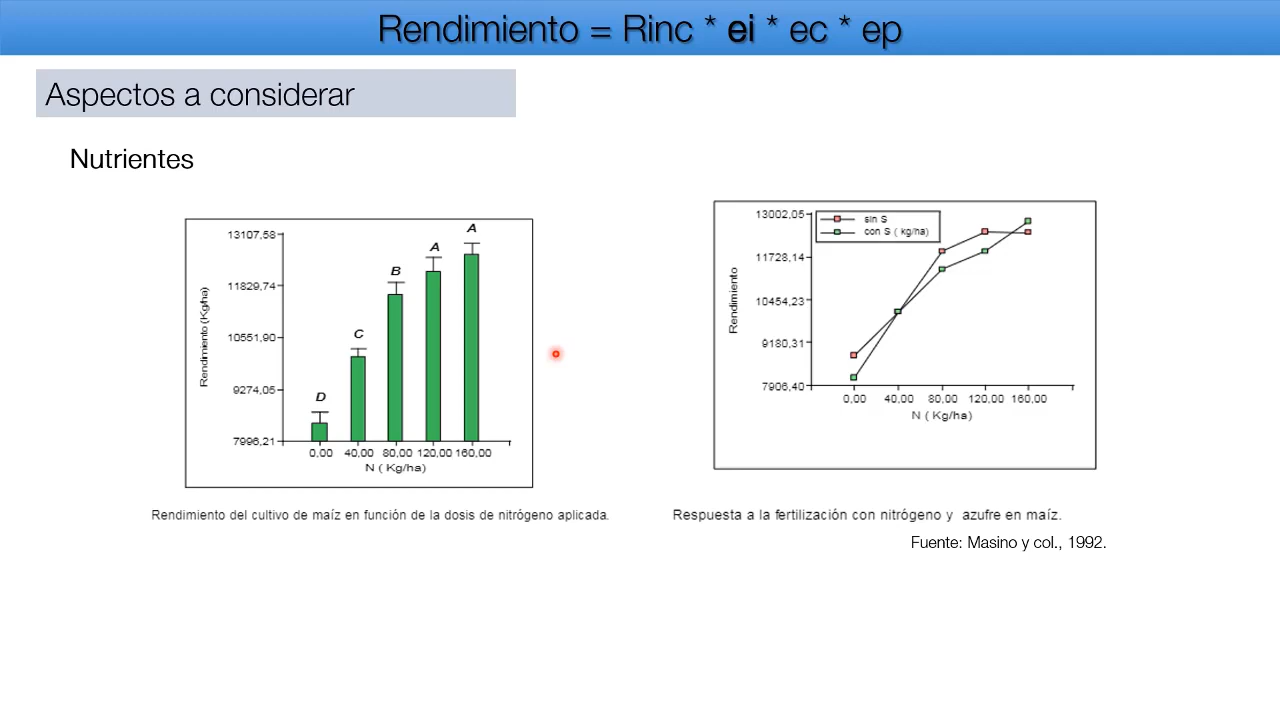 Rendimiento = Rinc * ei * ec * ep
Aspectos a considerar
Nutrientes
13107,58
11829,74
10551,90
9274,05
7996,21
Rendimiento (Kg/ha)
D
C
B
A
A
0,00 40,00 80,00 120,00 160,00
N ( Kg/ha)
Rendimiento del cultivo de maíz en función de la dosis de nitrógeno aplicada.
13002,05
11728,14
10454,23
9180,31
7906,40
Rendimiento
sin S
con S ( kg/ha)
0,00 40,00 80,00 120,00 160,00
N ( Kg/ha)
Respuesta a la fertilización con nitrógeno y azufre en maíz.
Fuente: Masino y col., 1992.